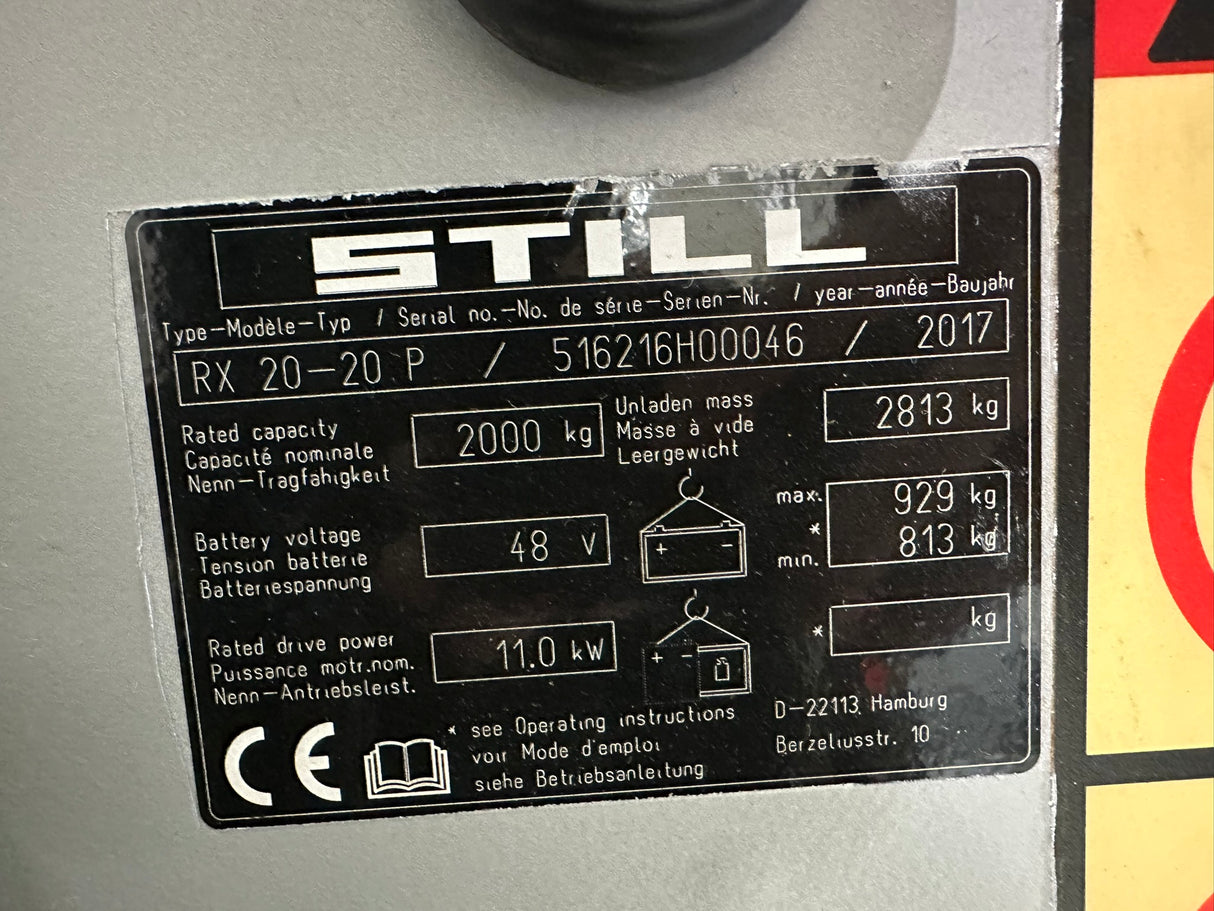 STILL
Type–Modèle–Typ / Serial no.–No. de série–Serien–Nr. / year–année–Baujahr
RX 20–20 P / 516216H00046 / 2017
Rated capacity
Capacité nominale
Nenn–Tragfähigkeit
2000 kg
Unladen mass
Masse à vide
Leergewicht
2813 kg
Battery voltage
Tension batterie
Batteriespannung
48 V
+ –
max.
*
min.
929 kg
813 kg
Rated drive power
Puissance motr.nom.
Nenn–Antriebsleist.
11.0 kW
+ –
* kg
CE
* see Operating instructions
voir Mode d'emploi
siehe Betriebsanleitung
D–22113 Hamburg
Berzeliusstr. 10